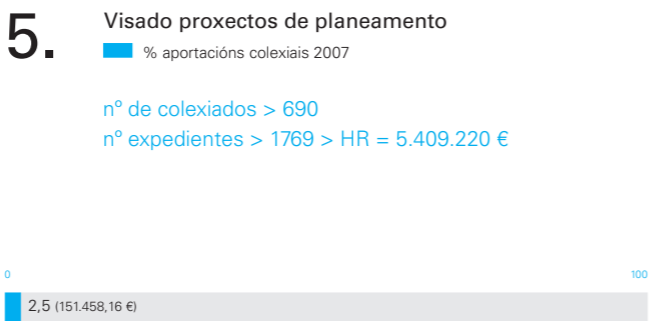 5.
Visado proxectos de planeamento
% aportacións colexiais 2007
nº de colexiados > 690
nº expedientes > 1769 > HR = 5.409.220 €
0
100
2,5 (151.458,16 €)